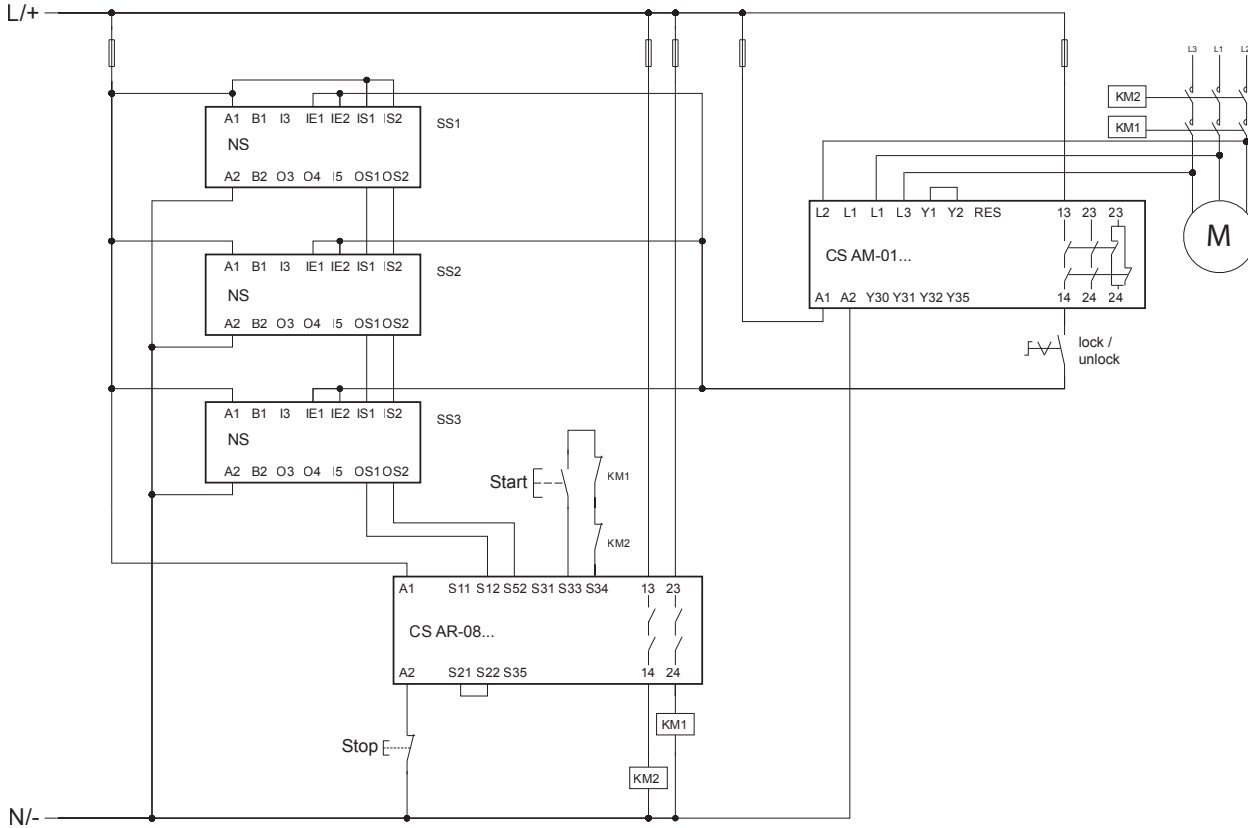 L/+
L3 L1 L2
KM2
KM1
A1 B1 I3 IE1 IE2 IS1 IS2
SS1
NS
A2 B2 O3 O4 I5 OS1 OS2
L2 L1 L1 L3 Y1 Y2 RES 13 23 23
M
CS AM-01...
A1 A2 Y30 Y31 Y32 Y35 14 24 24
A1 B1 I3 IE1 IE2 IS1 IS2
SS2
NS
A2 B2 O3 O4 I5 OS1 OS2
lock /
unlock
A1 B1 I3 IE1 IE2 IS1 IS2
SS3
NS
A2 B2 O3 O4 I5 OS1 OS2
Start
KM1
KM2
A1 S11 S12 S52 S31 S33 S34 13 23
CS AR-08...
A2 S21 S22 S35 14 24
KM1
Stop
KM2
N/-